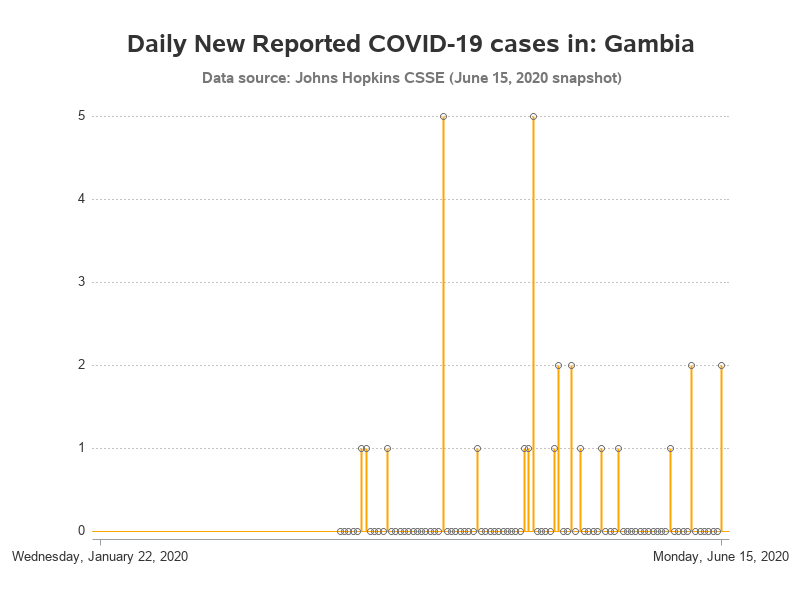 Daily New Reported COVID-19 cases in: Gambia
Data source: Johns Hopkins CSSE (June 15, 2020 snapshot)
5
4
3
2
1
0
Wednesday, January 22, 2020
Monday, June 15, 2020